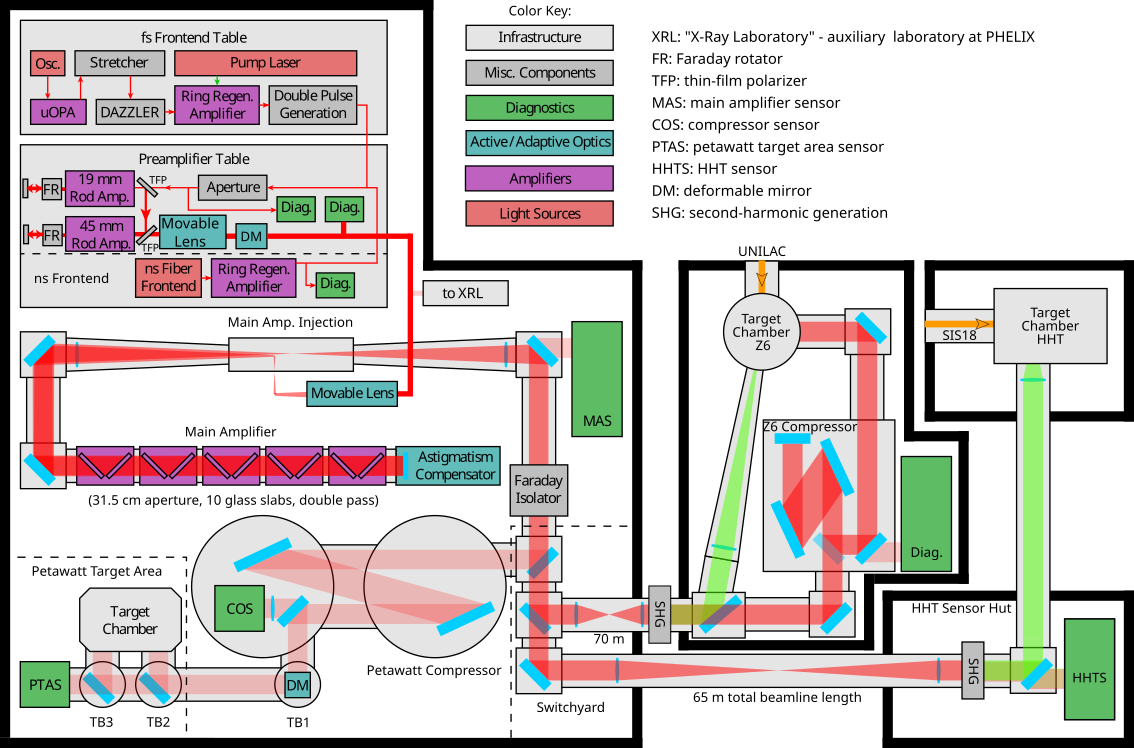 fs Frontend Table
Osc.
Stretcher
Pump Laser
uOPA
DAZZLER
Ring Regen.
Amplifier
Double Pulse
Generation
Preamplifier Table
FR
19 mm
Rod Amp.
TFP
Aperture
Diag.
Diag.
FR
45 mm
Rod Amp.
TFP
Movable
Lens
DM
ns Frontend
ns Fiber
Frontend
Ring Regen.
Amplifier
Diag.
Color Key:
Infrastructure
Misc. Components
Diagnostics
Active/Adaptive Optics
Amplifiers
Light Sources
XRL: "X-Ray Laboratory" - auxiliary laboratory at PHELIX
FR: Faraday rotator
TFP: thin-film polarizer
MAS: main amplifier sensor
COS: compressor sensor
PTAS: petawatt target area sensor
HHTS: HHT sensor
DM: deformable mirror
SHG: second-harmonic generation
to XRL
Main Amp. Injection
Movable Lens
MAS
Main Amplifier
Astigmatism
Compensator
(31.5 cm aperture, 10 glass slabs, double pass)
Faraday
Isolator
Petawatt Target Area
Target
Chamber
COS
Petawatt Compressor
PTAS
DM
TB3
TB2
TB1
Switchyard
70 m
SHG
65 m total beamline length
SHG
UNILAC
Target
Chamber
Z6
Z6 Compressor
Diag.
SIS18
Target
Chamber
HHT
HHT Sensor Hut
HHTS